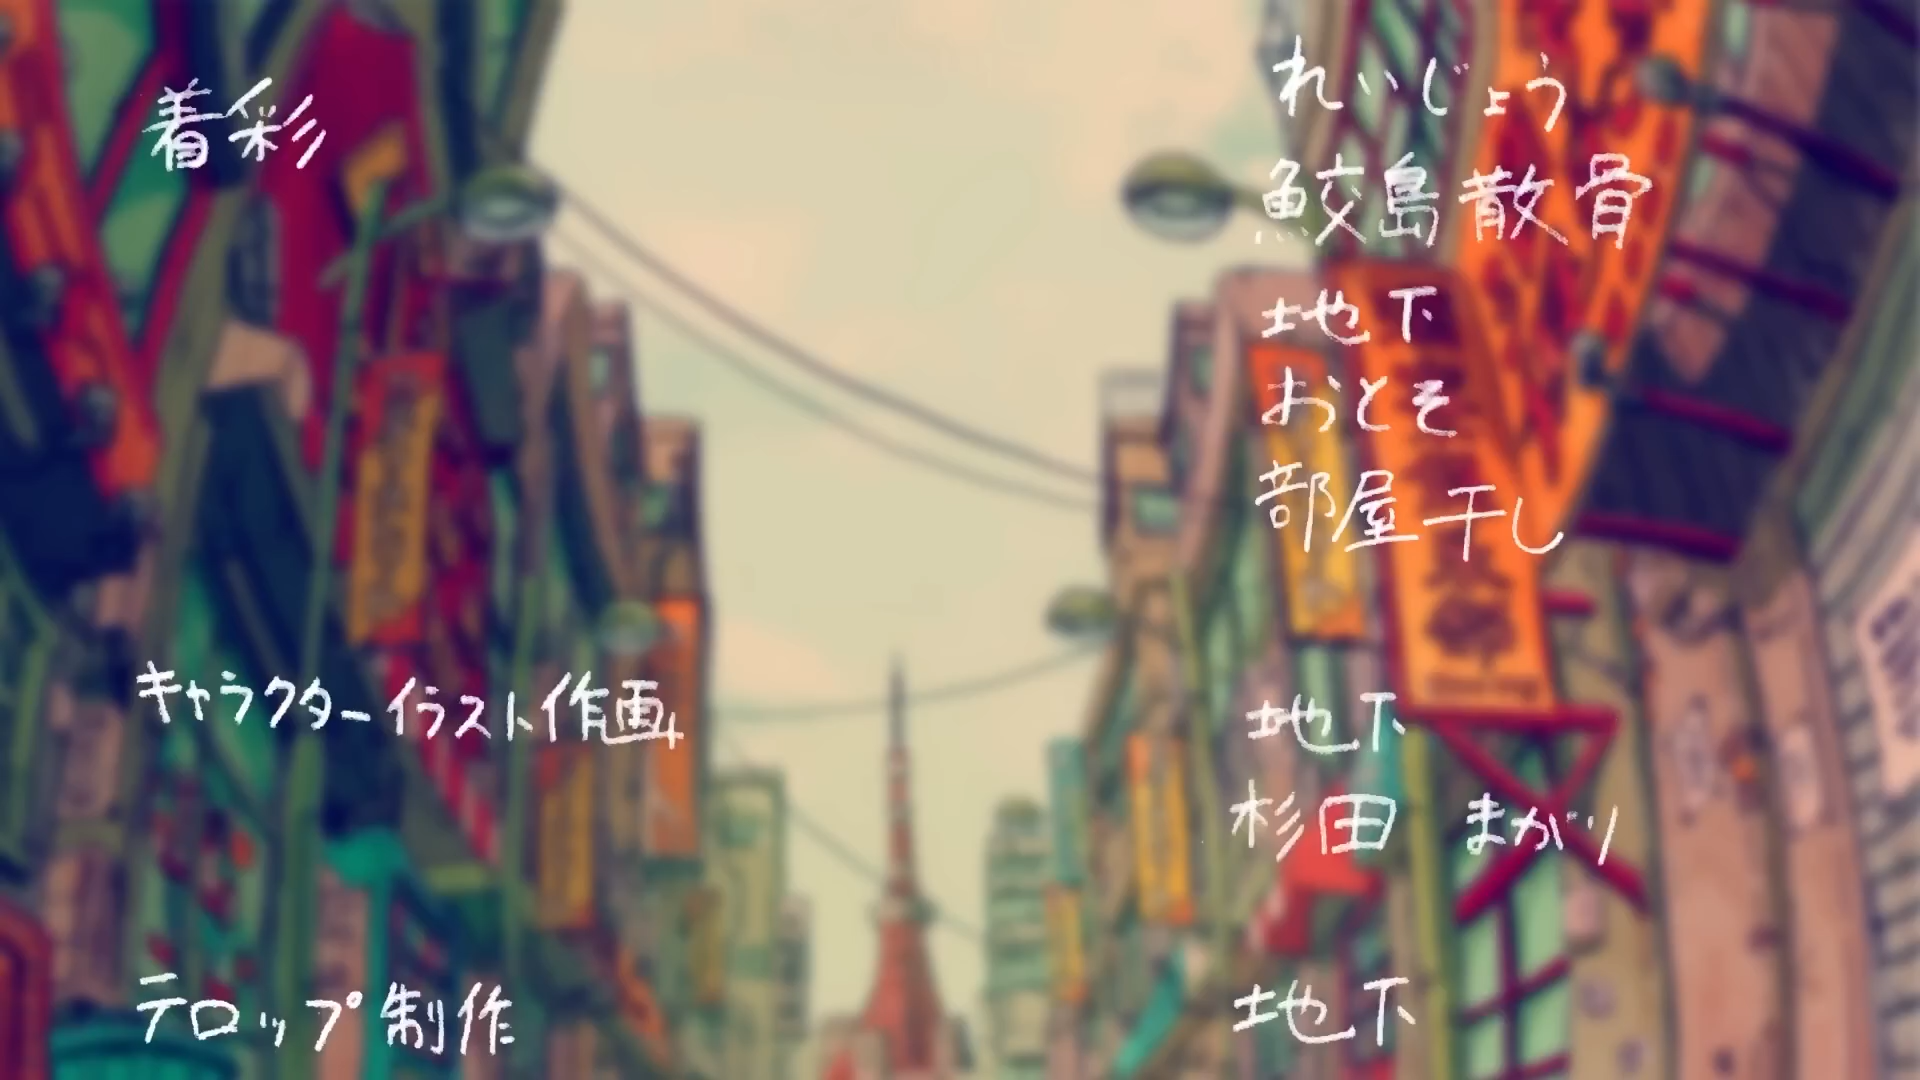 着彩
れいじょう
鮫島散骨
地下
おとそ
部屋干し
キャラクターイラスト作画
地下
杉田 まがり
テロップ制作
地下